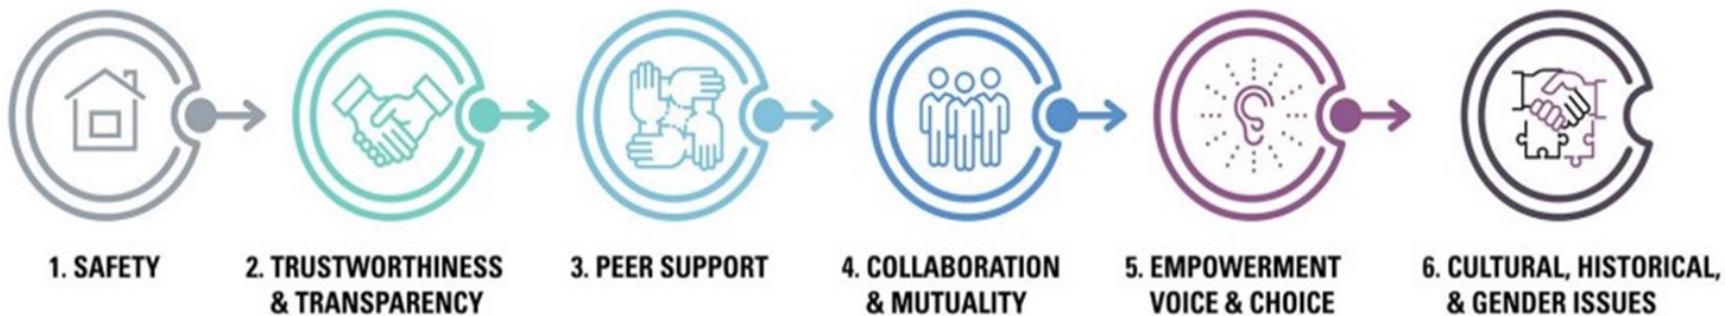 1. SAFETY
2. TRUSTWORTHINESS
& TRANSPARENCY
3. PEER SUPPORT
4. COLLABORATION
& MUTUALITY
5. EMPOWERMENT
VOICE & CHOICE
6. CULTURAL, HISTORICAL,
& GENDER ISSUES